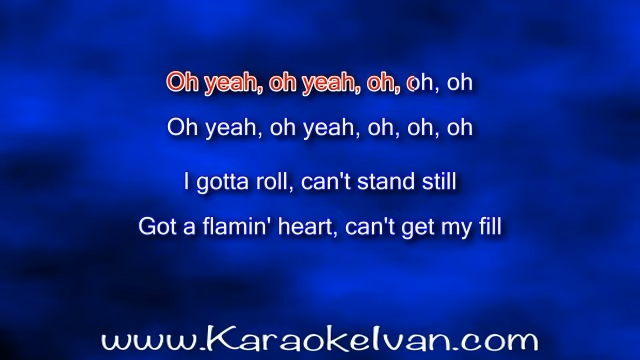 Oh yeah, oh yeah, oh, oh, oh
Oh yeah, oh yeah, oh, oh, oh
I gotta roll, can't stand still
Got a flamin' heart, can't get my fill
www.KaraokeIvan.com